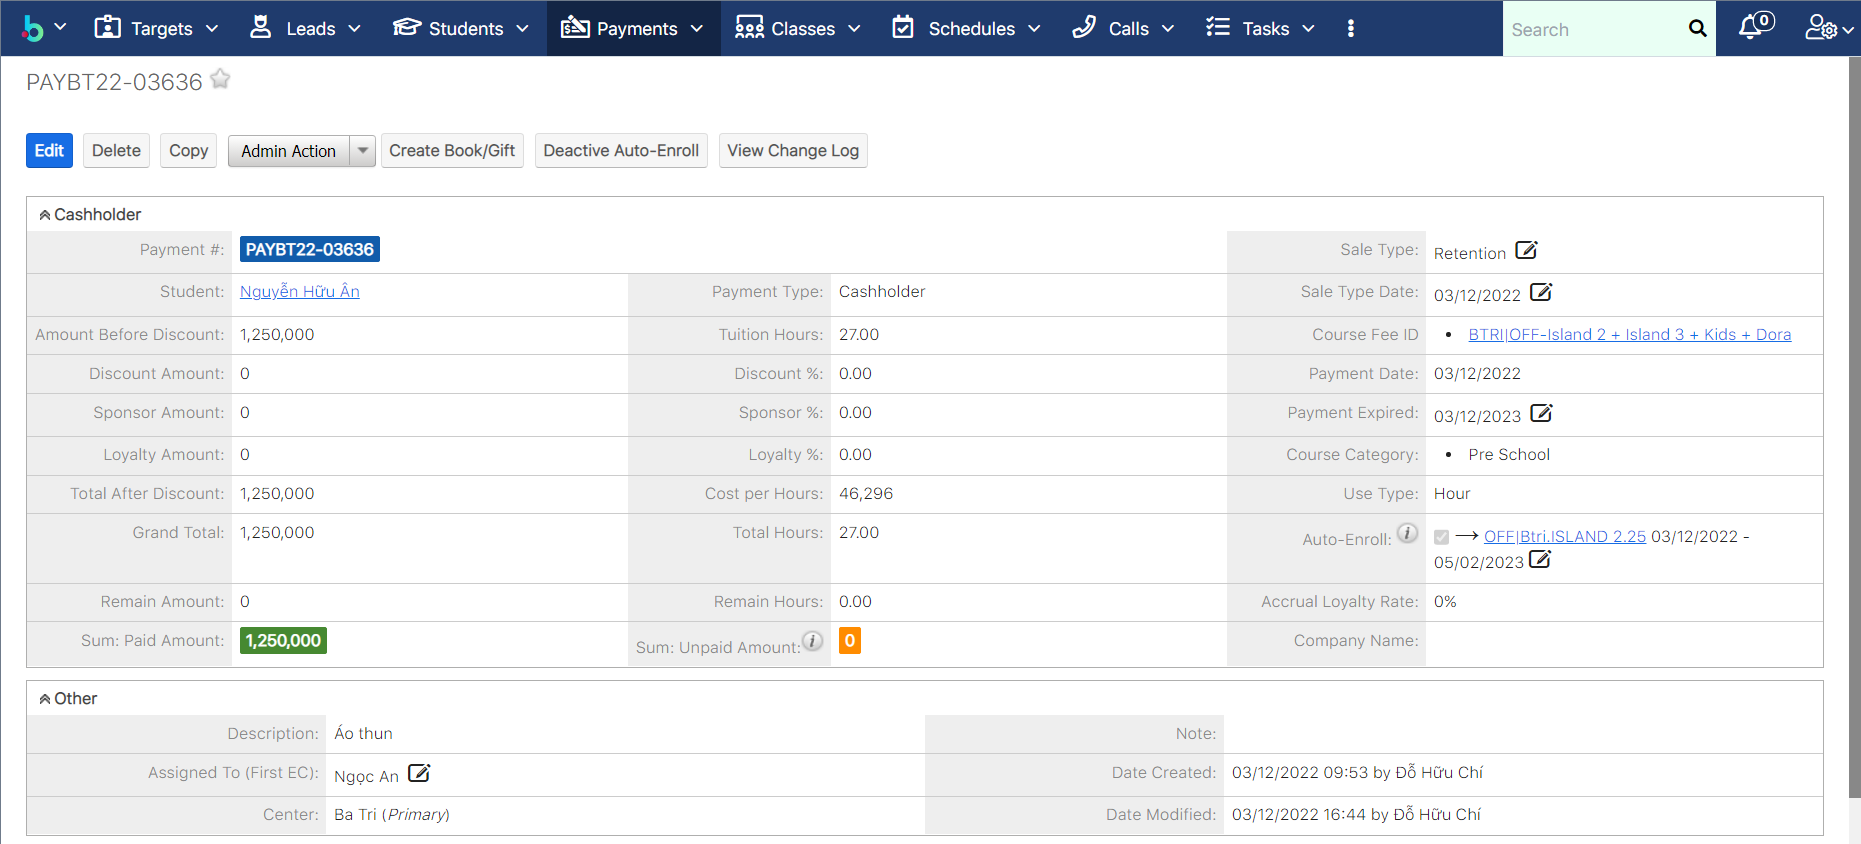 Targets Leads Students Payments Classes Schedules Calls Tasks Search 0
PAYBT22-03636
Edit Delete Copy Admin Action Create Book/Gift Deactive Auto-Enroll View Change Log
Cashholder
Payment #: PAYBT22-03636 Sale Type: Retention
Student: Nguyễn Hữu Ân Payment Type: Cashholder Sale Type Date: 03/12/2022
Amount Before Discount: 1,250,000 Tuition Hours: 27.00 Course Fee ID • BTRI|OFF-Island 2 + Island 3 + Kids + Dora
Discount Amount: 0 Discount %: 0.00 Payment Date: 03/12/2022
Sponsor Amount: 0 Sponsor %: 0.00 Payment Expired: 03/12/2023
Loyalty Amount: 0 Loyalty %: 0.00 Course Category: • Pre School
Total After Discount: 1,250,000 Cost per Hours: 46,296 Use Type: Hour
Grand Total: 1,250,000 Total Hours: 27.00 Auto-Enroll: i → OFF|Btri.ISLAND 2.25 03/12/2022 -
05/02/2023
Remain Amount: 0 Remain Hours: 0.00 Accrual Loyalty Rate: 0%
Sum: Paid Amount: 1,250,000 Sum: Unpaid Amount: i 0 Company Name:
Other
Description: Áo thun Note:
Assigned To (First EC): Ngọc An Date Created: 03/12/2022 09:53 by Đỗ Hữu Chí
Center: Ba Tri (Primary) Date Modified: 03/12/2022 16:44 by Đỗ Hữu Chí